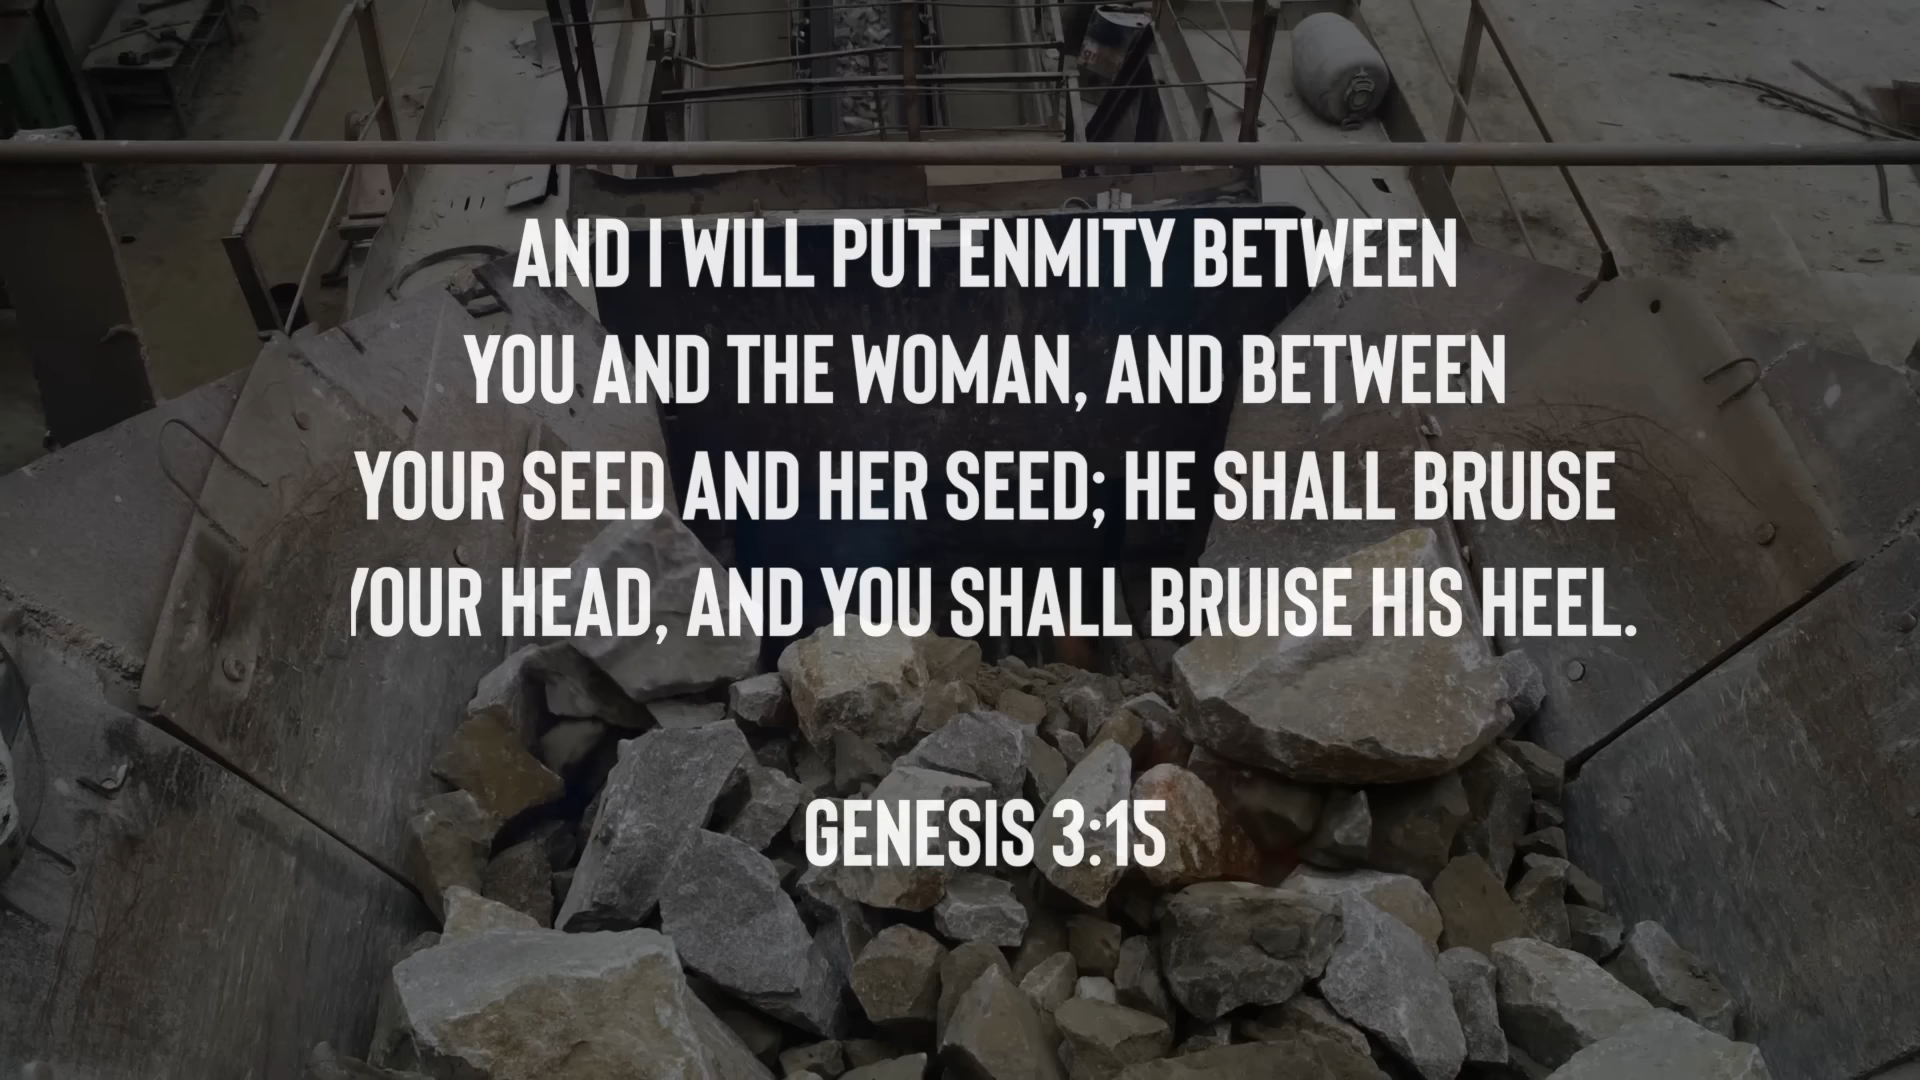 AND I WILL PUT ENMITY BETWEEN
YOU AND THE WOMAN, AND BETWEEN
YOUR SEED AND HER SEED; HE SHALL BRUISE
YOUR HEAD, AND YOU SHALL BRUISE HIS HEEL.
GENESIS 3:15